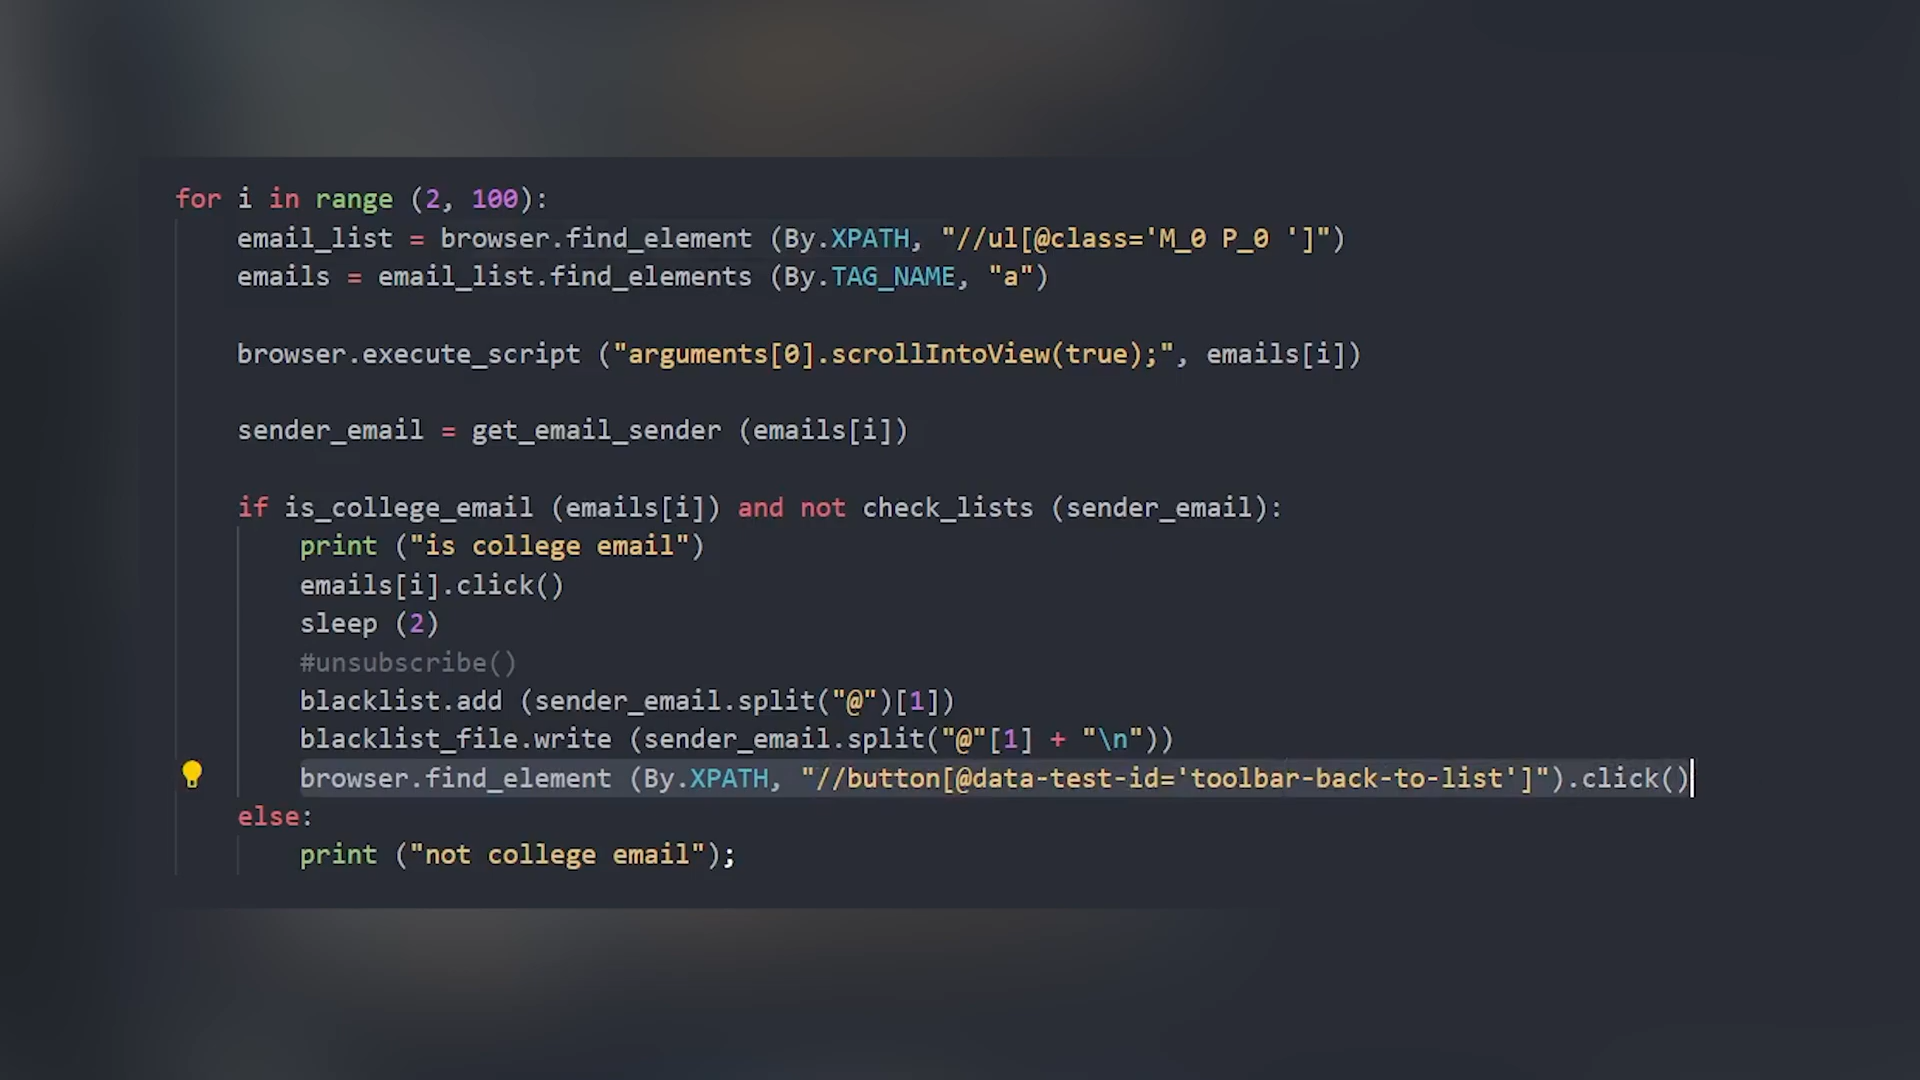 for i in range (2, 100):
email_list = browser.find_element (By.XPATH, "//ul[@class='M_0 P_0 ']")
emails = email_list.find_elements (By.TAG_NAME, "a")
browser.execute_script ("arguments[0].scrollIntoView(true);", emails[i])
sender_email = get_email_sender (emails[i])
if is_college_email (emails[i]) and not check_lists (sender_email):
print ("is college email")
emails[i].click()
sleep (2)
#unsubscribe()
blacklist.add (sender_email.split("@")[1])
blacklist_file.write (sender_email.split("@"[1] + "\n"))
browser.find_element (By.XPATH, "//button[@data-test-id='toolbar-back-to-list']").click()
else:
print ("not college email");